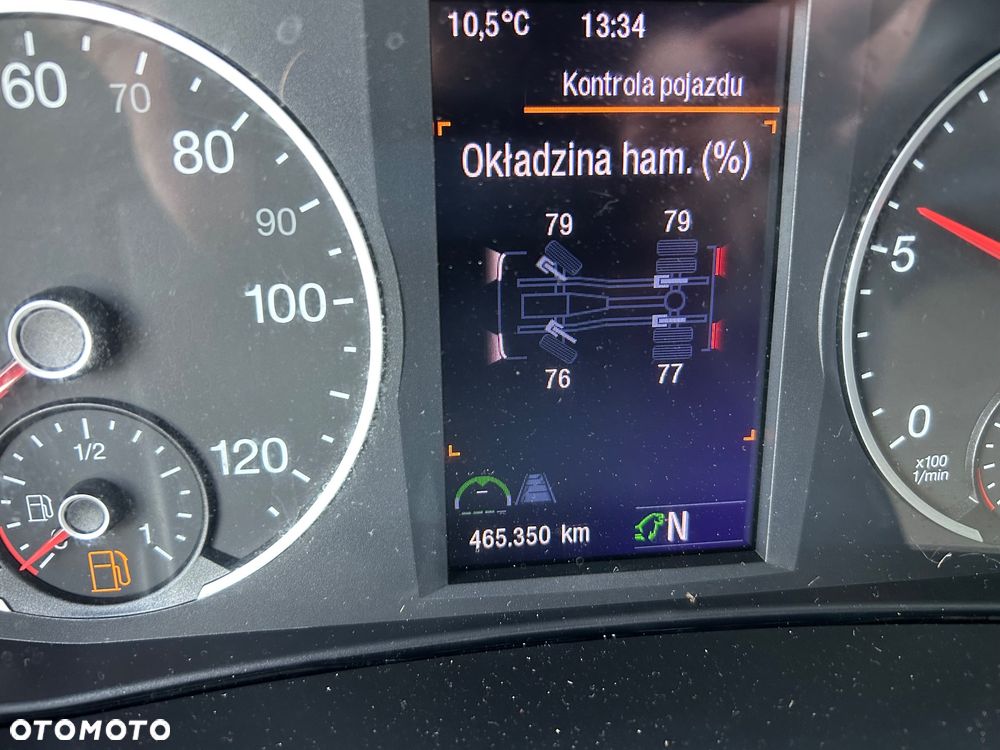 10,5°C 13:34
Kontrola pojazdu
Okładzina ham. (%)
79 79
76 77
465.350 km N
60
70
80
90
100
120
1/2
1
5
0
x100
1/min
OTOMOTO